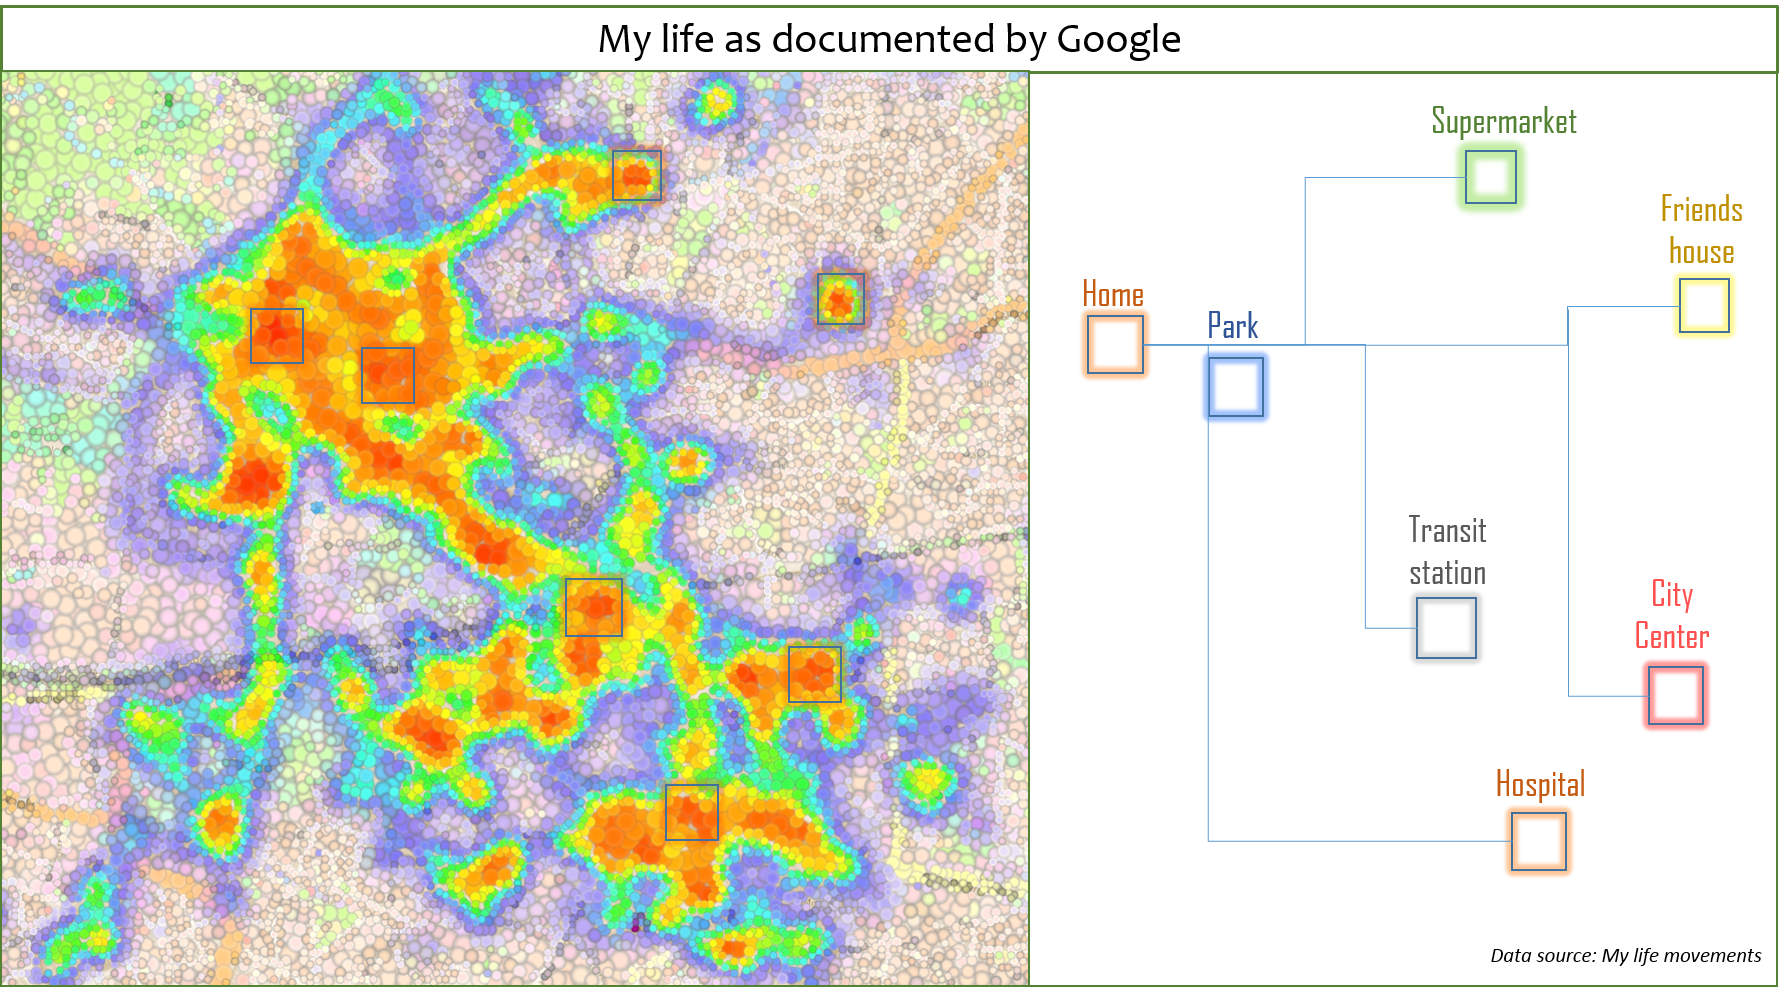 My life as documented by Google
Supermarket
Friends
house
Home
Park
Transit
station
City
Center
Hospital
Data source: My life movements